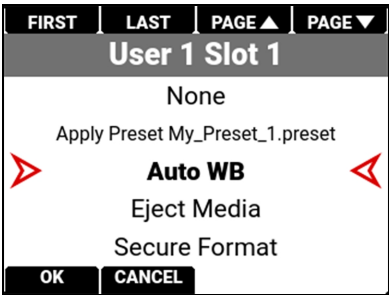 FIRST LAST PAGE▲ PAGE▼
User 1 Slot 1
None
Apply Preset My_Preset_1.preset
Auto WB
Eject Media
Secure Format
OK CANCEL